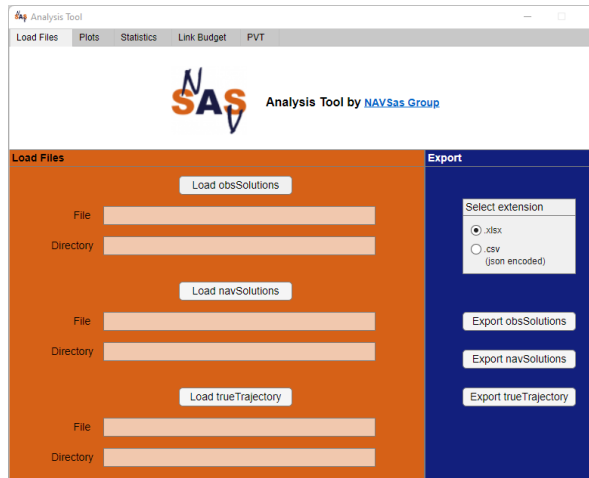 NAV SAS Analysis Tool
Load Files Plots Statistics Link Budget PVT
NAV
SAS
Analysis Tool by NAVSas Group
Load Files
Export
Load obsSolutions
File
Directory
Load navSolutions
File
Directory
Load trueTrajectory
File
Directory
Select extension
.xlsx
.csv
(json encoded)
Export obsSolutions
Export navSolutions
Export trueTrajectory